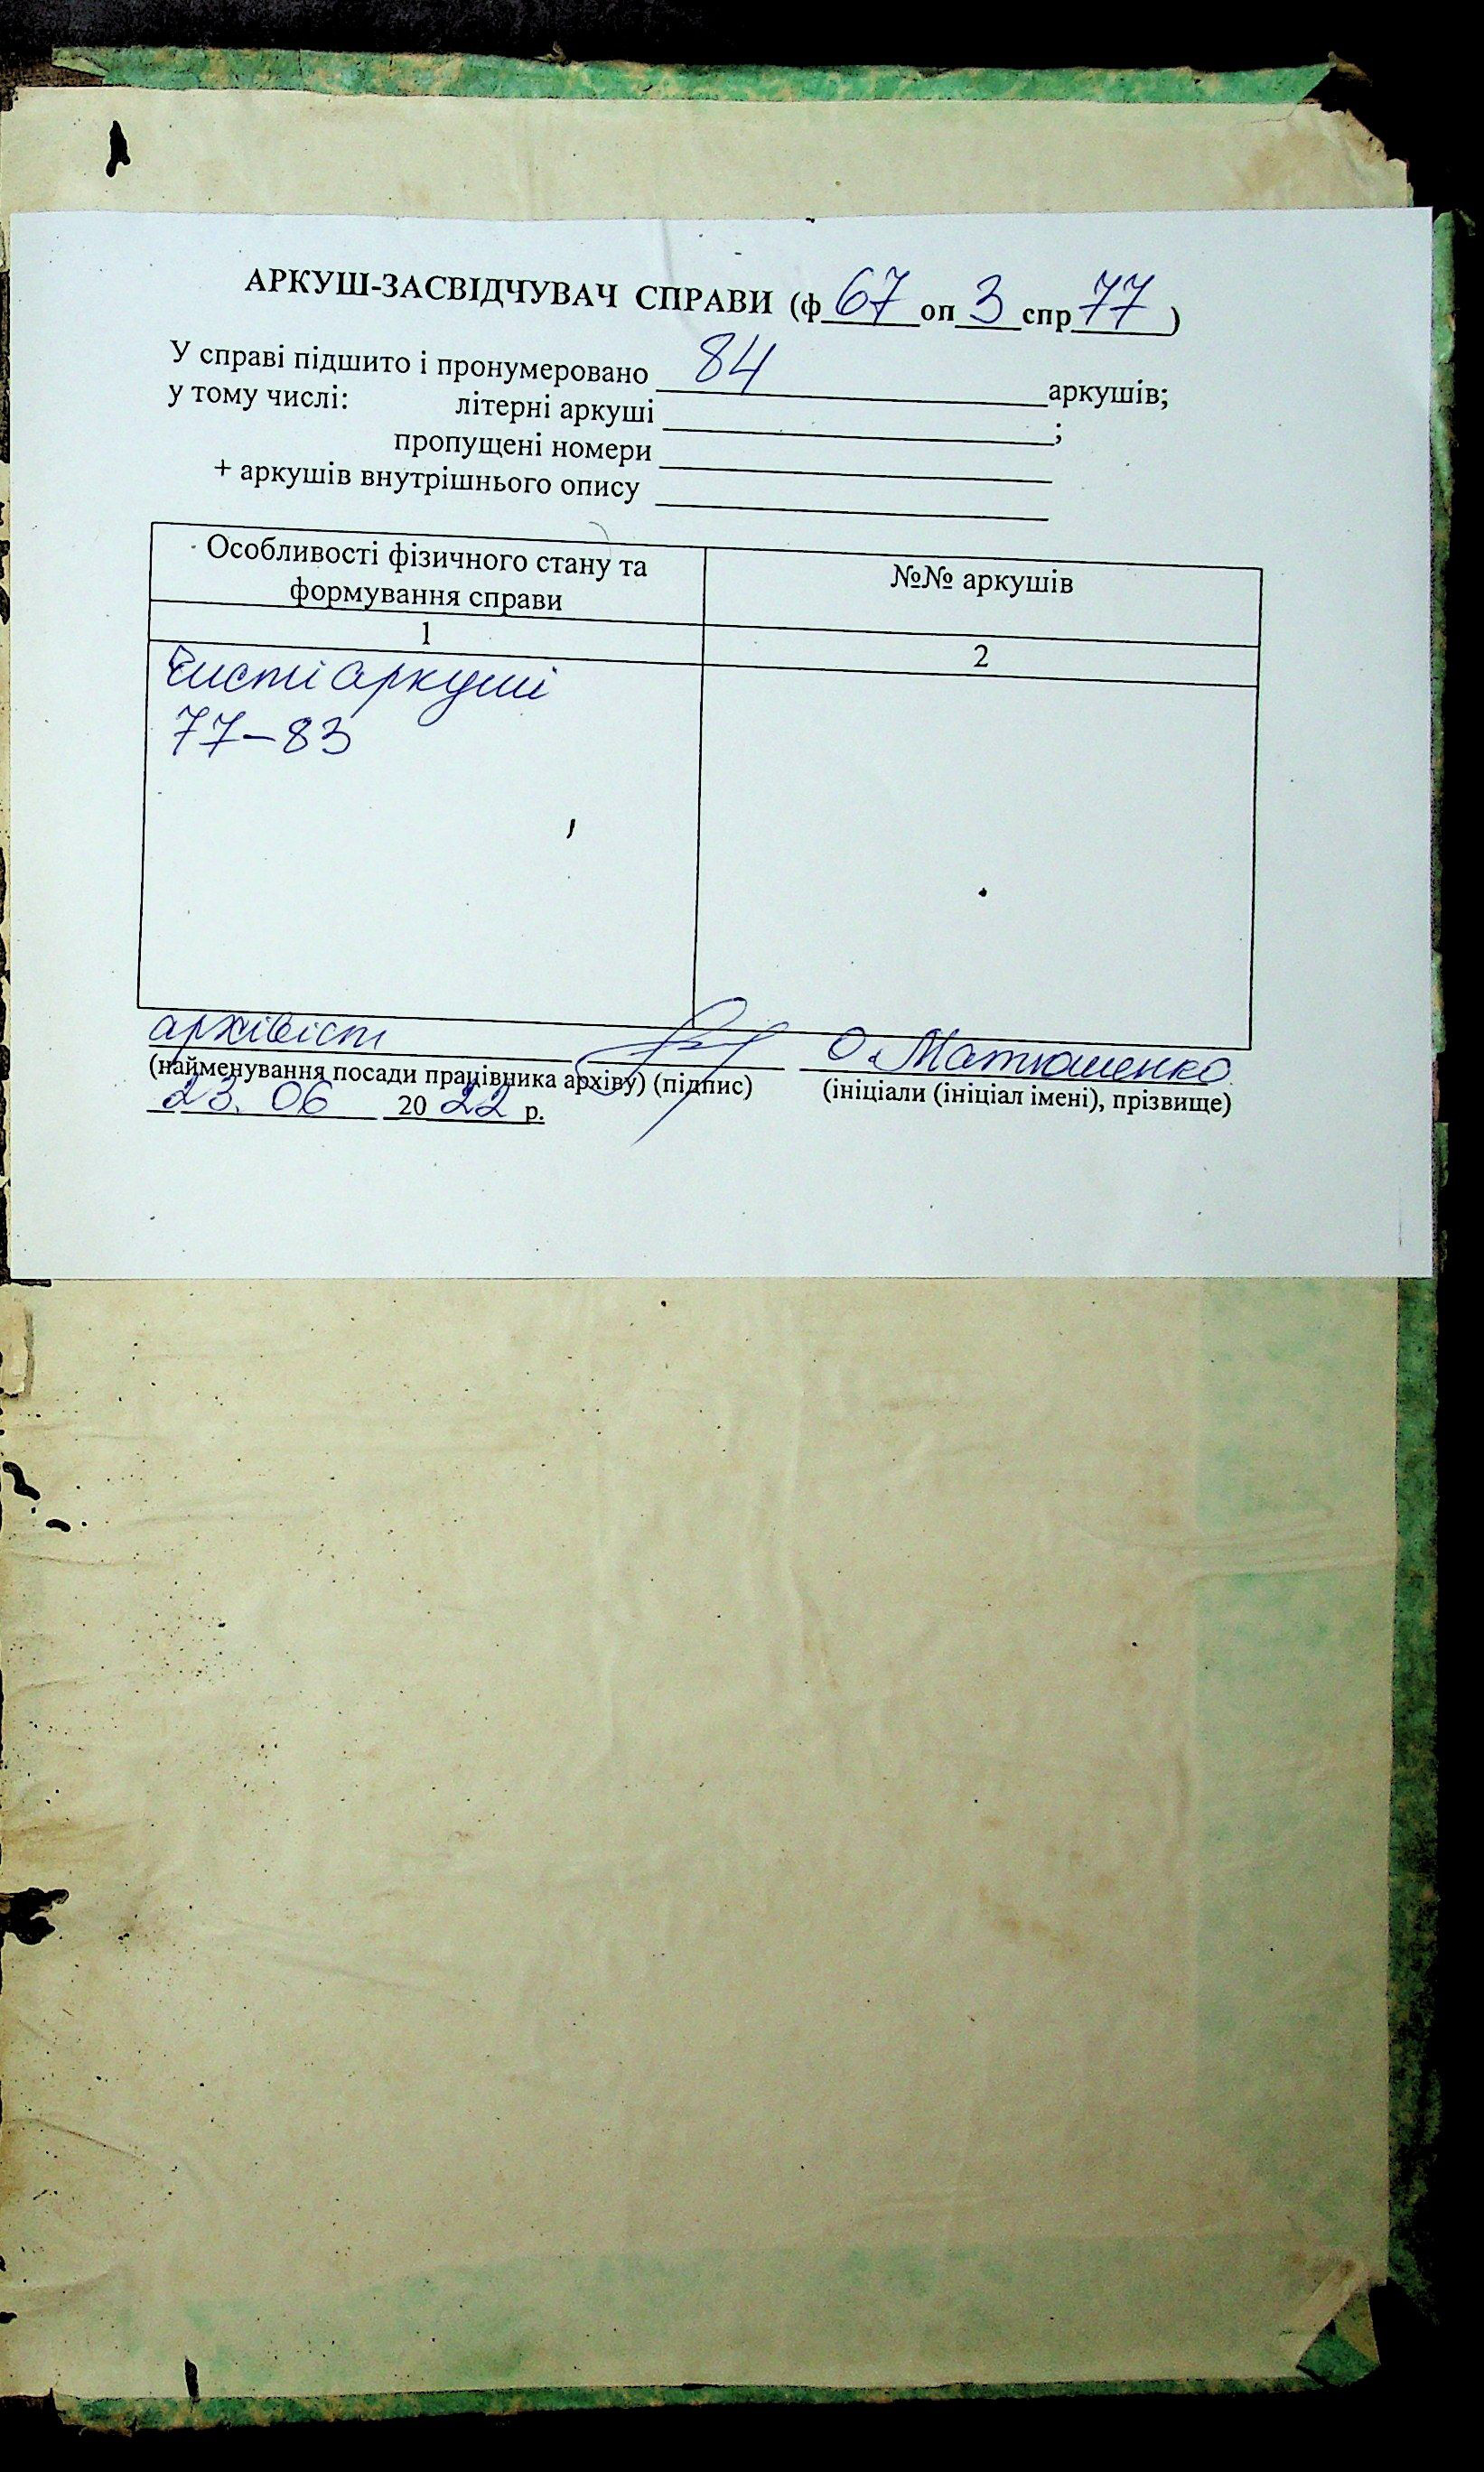 АРКУШ-ЗАСВІДЧУВАЧ СПРАВИ (ф 67 оп 3 спр 77 )
У справі підшито і пронумеровано 84 аркушів;
у тому числі: літерні аркуші ;
пропущені номери
+ аркушів внутрішнього опису
Особливості фізичного стану та
формування справи
№№ аркушів
1
2
Чисті аркуші
77-83
архівіст О. Матюшенко
(найменування посади працівника архіву) (підпис) (ініціали (ініціал імені), прізвище)
23. 06 20 22 р.